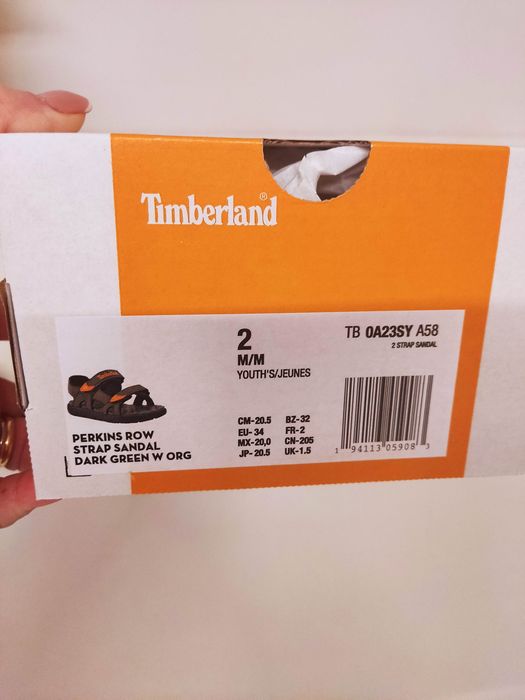 Timberland®
2
M/M
YOUTH'S/JEUNES
TB 0A23SY A58
2 STRAP SANDAL
PERKINS ROW
STRAP SANDAL
DARK GREEN W ORG
CM-20.5 BZ-32
EU-34 FR-2
MX-20,0 CN-205
JP-20.5 UK-1.5
1 94113 05908 3